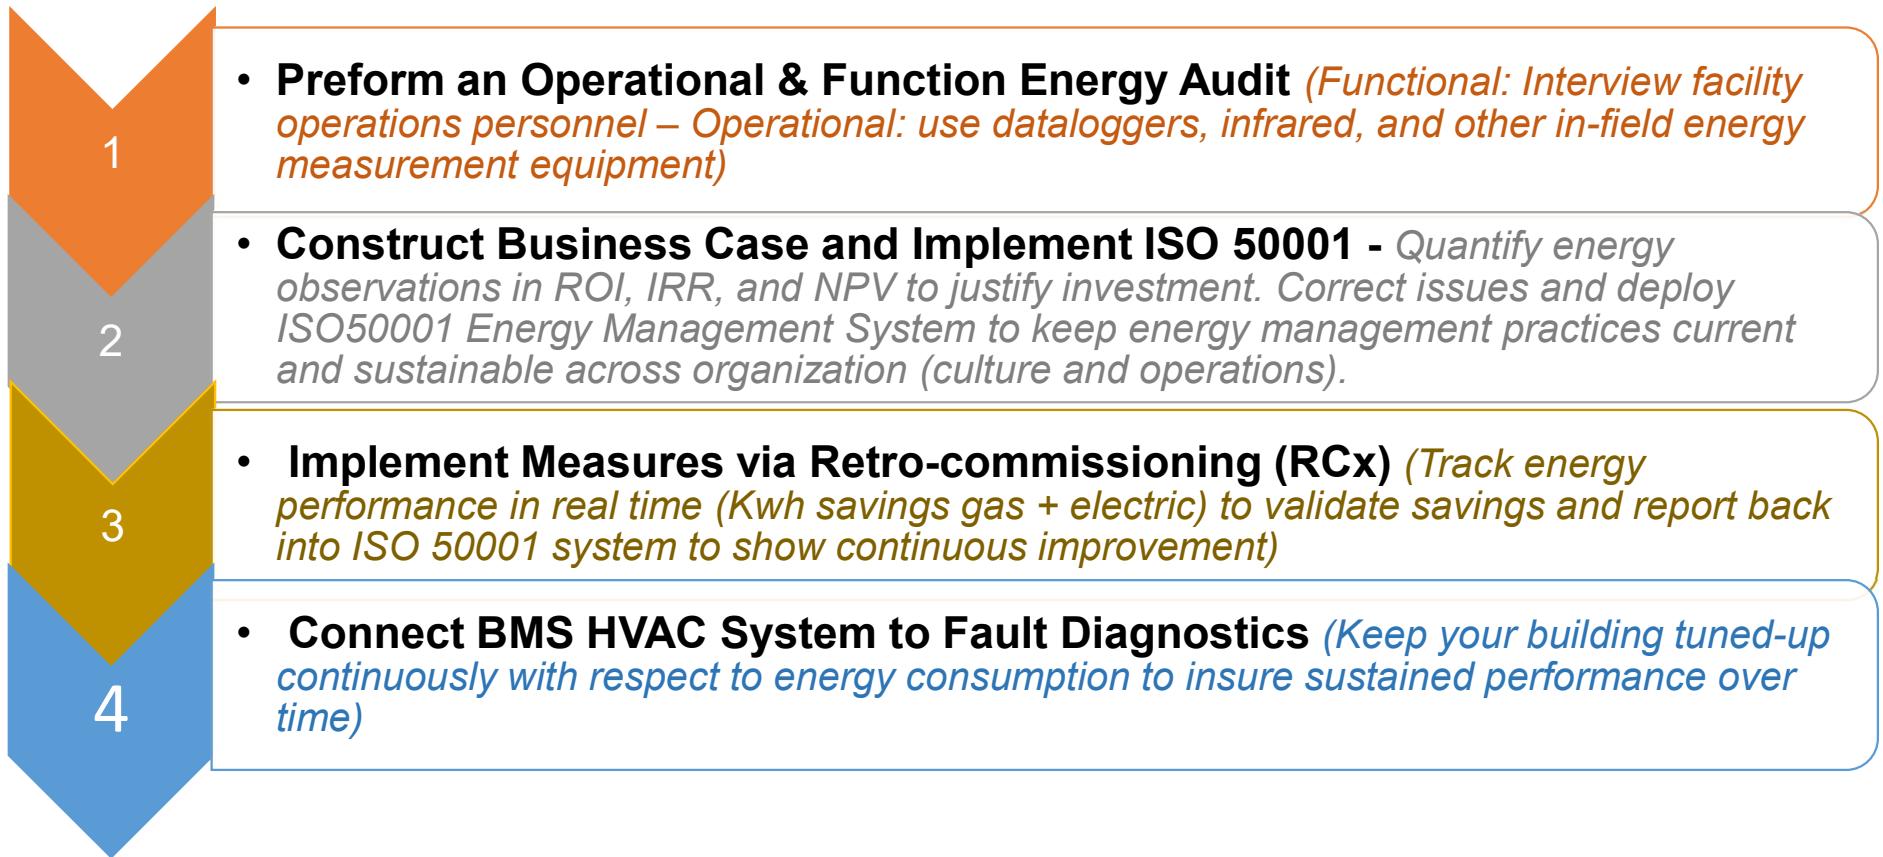 1
• Preform an Operational & Function Energy Audit (Functional: Interview facility
operations personnel – Operational: use dataloggers, infrared, and other in-field energy
measurement equipment)
2
• Construct Business Case and Implement ISO 50001 - Quantify energy
observations in ROI, IRR, and NPV to justify investment. Correct issues and deploy
ISO50001 Energy Management System to keep energy management practices current
and sustainable across organization (culture and operations).
3
• Implement Measures via Retro-commissioning (RCx) (Track energy
performance in real time (Kwh savings gas + electric) to validate savings and report back
into ISO 50001 system to show continuous improvement)
4
• Connect BMS HVAC System to Fault Diagnostics (Keep your building tuned-up
continuously with respect to energy consumption to insure sustained performance over
time)